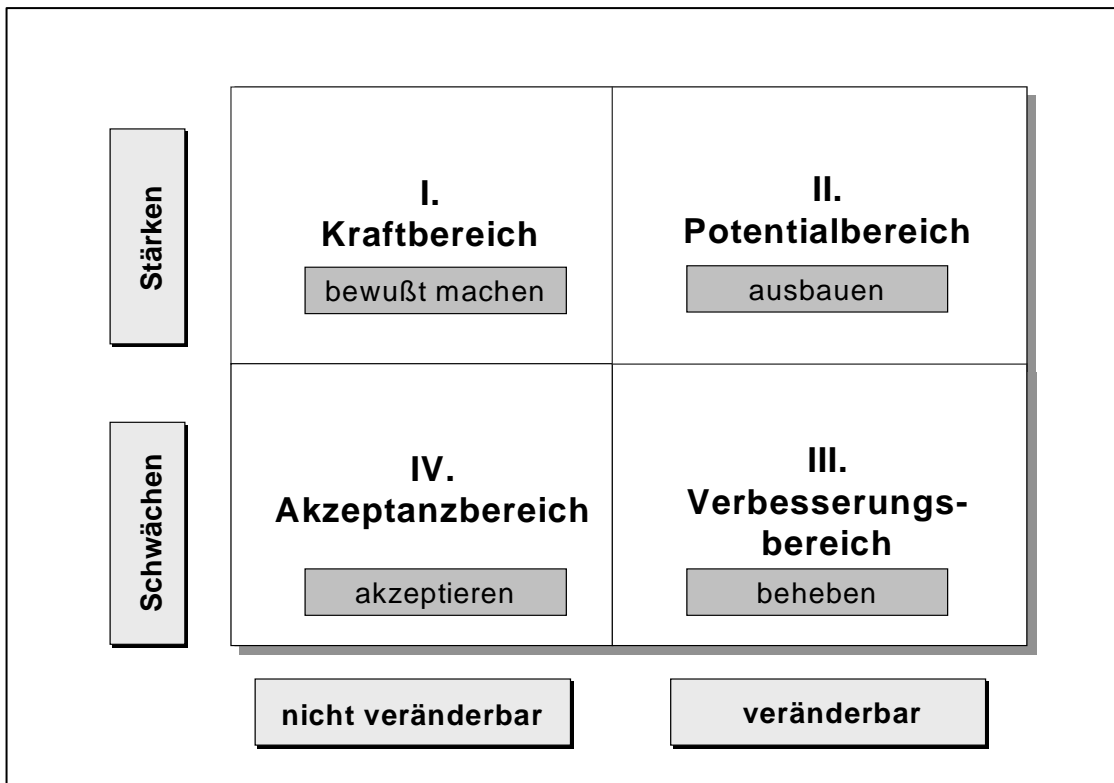 Stärken
I.
Kraftbereich
bewußt machen
II.
Potentialbereich
ausbauen
Schwächen
IV.
Akzeptanzbereich
akzeptieren
III.
Verbesserungs-
bereich
beheben
nicht veränderbar
veränderbar